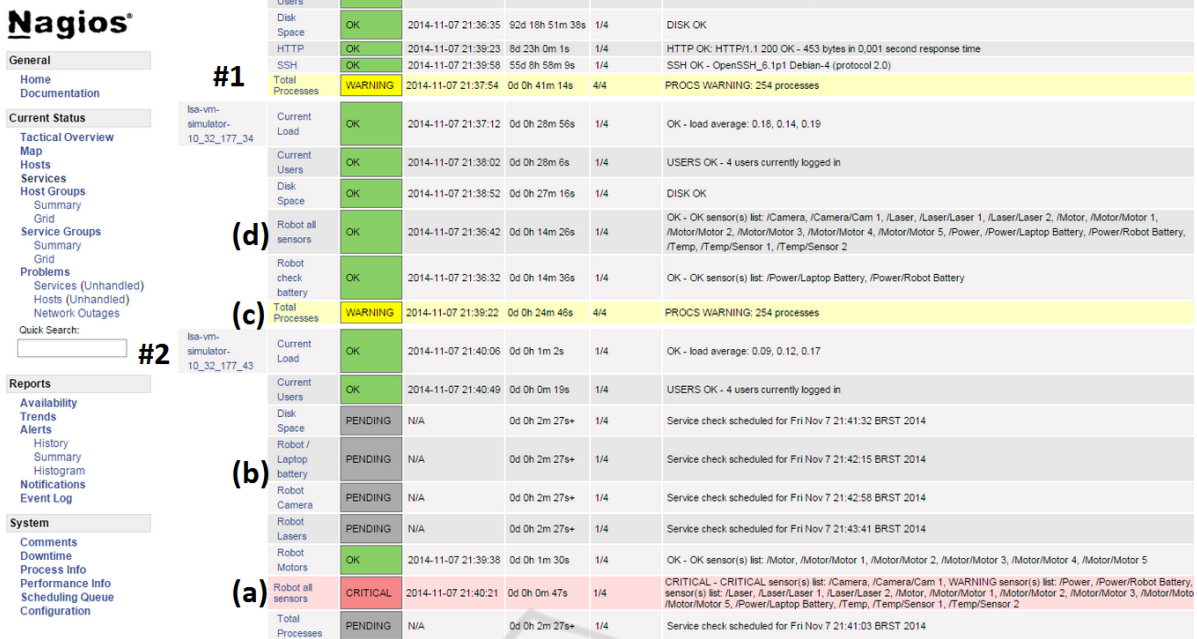 Nagios®
General
Home
Documentation
Current Status
Tactical Overview
Map
Hosts
Services
Host Groups
Summary
Grid
Service Groups
Summary
Grid
Problems
Services (Unhandled)
Hosts (Unhandled)
Network Outages
Quick Search:
Reports
Availability
Trends
Alerts
History
Summary
Histogram
Notifications
Event Log
System
Comments
Downtime
Process Info
Performance Info
Scheduling Queue
Configuration
Users
Disk Space OK 2014-11-07 21:36:35 92d 18h 51m 38s 1/4 DISK OK
HTTP OK 2014-11-07 21:39:23 8d 23h 0m 1s 1/4 HTTP OK: HTTP/1.1 200 OK - 453 bytes in 0,001 second response time
SSH OK 2014-11-07 21:39:58 55d 8h 58m 9s 1/4 SSH OK - OpenSSH_6.1p1 Debian-4 (protocol 2.0)
#1
Total Processes WARNING 2014-11-07 21:37:54 0d 0h 41m 14s 4/4 PROCS WARNING: 254 processes
lsa-vm-
simulator-
10_32_177_34
Current Load OK 2014-11-07 21:37:12 0d 0h 28m 56s 1/4 OK - load average: 0.18, 0.14, 0.19
Current Users OK 2014-11-07 21:38:02 0d 0h 28m 6s 1/4 USERS OK - 4 users currently logged in
Disk Space OK 2014-11-07 21:38:52 0d 0h 27m 16s 1/4 DISK OK
(d) Robot all sensors OK 2014-11-07 21:36:42 0d 0h 14m 26s 1/4 OK - OK sensor(s) list: /Camera, /Camera/Cam 1, /Laser, /Laser/Laser 1, /Laser/Laser 2, /Motor, /Motor/Motor 1,
/Motor/Motor 2, /Motor/Motor 3, /Motor/Motor 4, /Motor/Motor 5, /Power, /Power/Laptop Battery, /Power/Robot Battery,
/Temp, /Temp/Sensor 1, /Temp/Sensor 2
Robot check battery OK 2014-11-07 21:36:32 0d 0h 14m 36s 1/4 OK - OK sensor(s) list: /Power/Laptop Battery, /Power/Robot Battery
(c) Total Processes WARNING 2014-11-07 21:39:22 0d 0h 24m 46s 4/4 PROCS WARNING: 254 processes
#2
lsa-vm-
simulator-
10_32_177_43
Current Load OK 2014-11-07 21:40:06 0d 0h 1m 2s 1/4 OK - load average: 0.09, 0.12, 0.17
Current Users OK 2014-11-07 21:40:49 0d 0h 0m 19s 1/4 USERS OK - 4 users currently logged in
Disk Space PENDING N/A 0d 0h 2m 27s+ 1/4 Service check scheduled for Fri Nov 7 21:41:32 BRST 2014
(b) Robot / Laptop battery PENDING N/A 0d 0h 2m 27s+ 1/4 Service check scheduled for Fri Nov 7 21:42:15 BRST 2014
Robot Camera PENDING N/A 0d 0h 2m 27s+ 1/4 Service check scheduled for Fri Nov 7 21:42:58 BRST 2014
Robot Lasers PENDING N/A 0d 0h 2m 27s+ 1/4 Service check scheduled for Fri Nov 7 21:43:41 BRST 2014
Robot Motors OK 2014-11-07 21:39:38 0d 0h 1m 30s 1/4 OK - OK sensor(s) list: /Motor, /Motor/Motor 1, /Motor/Motor 2, /Motor/Motor 3, /Motor/Motor 4, /Motor/Motor 5
(a) Robot all sensors CRITICAL 2014-11-07 21:40:21 0d 0h 0m 47s 1/4 CRITICAL - CRITICAL sensor(s) list: /Camera, /Camera/Cam 1, WARNING sensor(s) list: /Power, /Power/Robot Battery,
sensor(s) list: /Laser, /Laser/Laser 1, /Laser/Laser 2, /Motor, /Motor/Motor 1, /Motor/Motor 2, /Motor/Motor 3, /Motor/Moto
/Motor/Motor 5, /Power/Laptop Battery, /Temp, /Temp/Sensor 1, /Temp/Sensor 2
Total Processes PENDING N/A 0d 0h 2m 27s+ 1/4 Service check scheduled for Fri Nov 7 21:41:03 BRST 2014